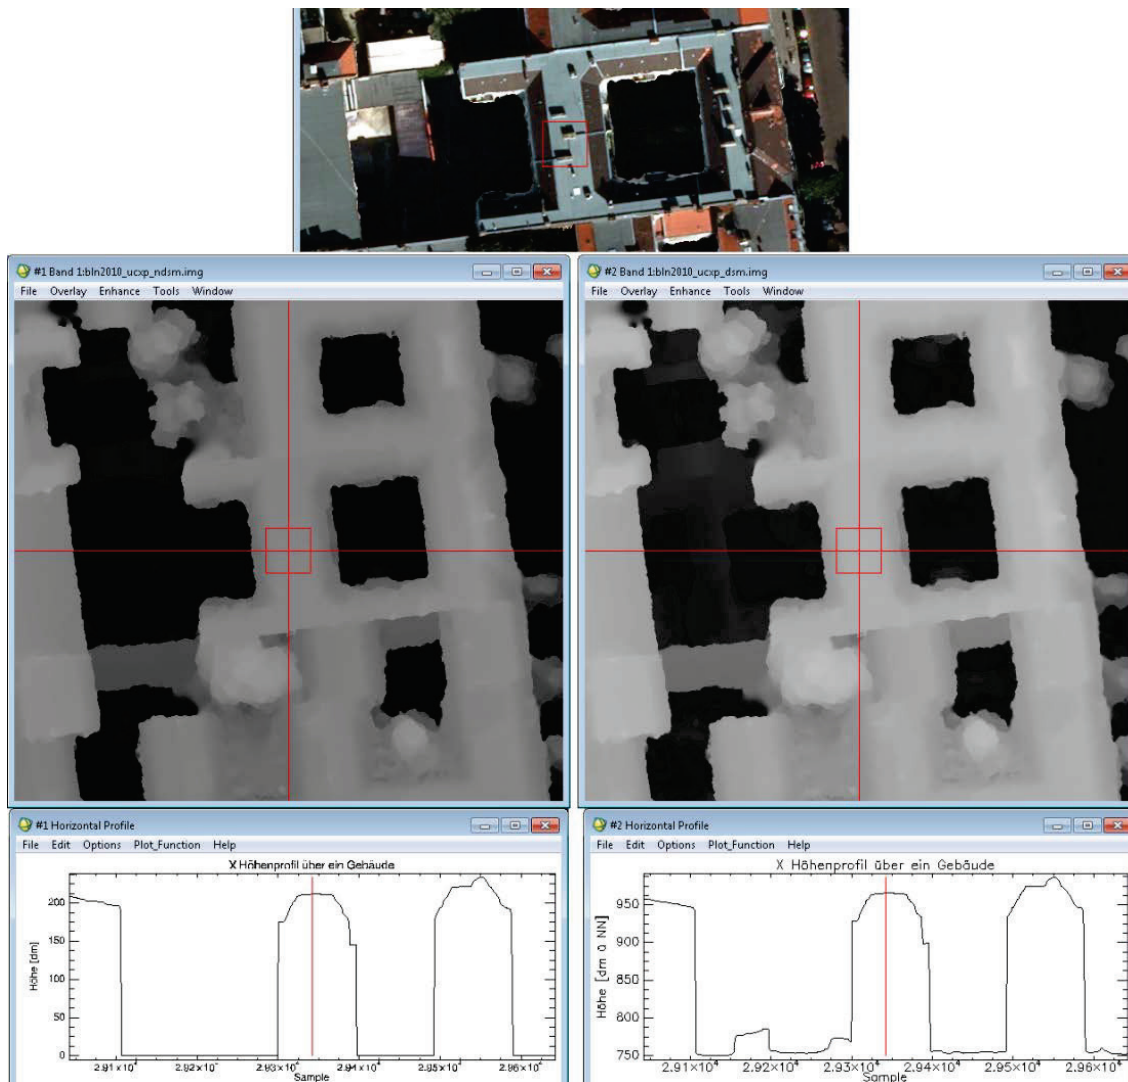 #1 Band 1:bln2010_ucxp_ndsm.img
File Overlay Enhance Tools Window
#2 Band 1:bln2010_ucxp_dsm.img
File Overlay Enhance Tools Window
#1 Horizontal Profile
File Edit Options Plot_Function Help
X Höhenprofil über ein Gebäude
Höhe [dm]
200
150
100
50
0
2.91×10⁴ 2.92×10⁴ 2.93×10⁴ 2.94×10⁴ 2.95×10⁴ 2.96×10⁴
Sample
#2 Horizontal Profile
File Edit Options Plot_Function Help
X Höhenprofil über ein Gebäude
Höhe [dm ü NN]
950
900
850
800
750
2.91×10⁴ 2.92×10⁴ 2.93×10⁴ 2.94×10⁴ 2.95×10⁴ 2.96×10⁴
Sample